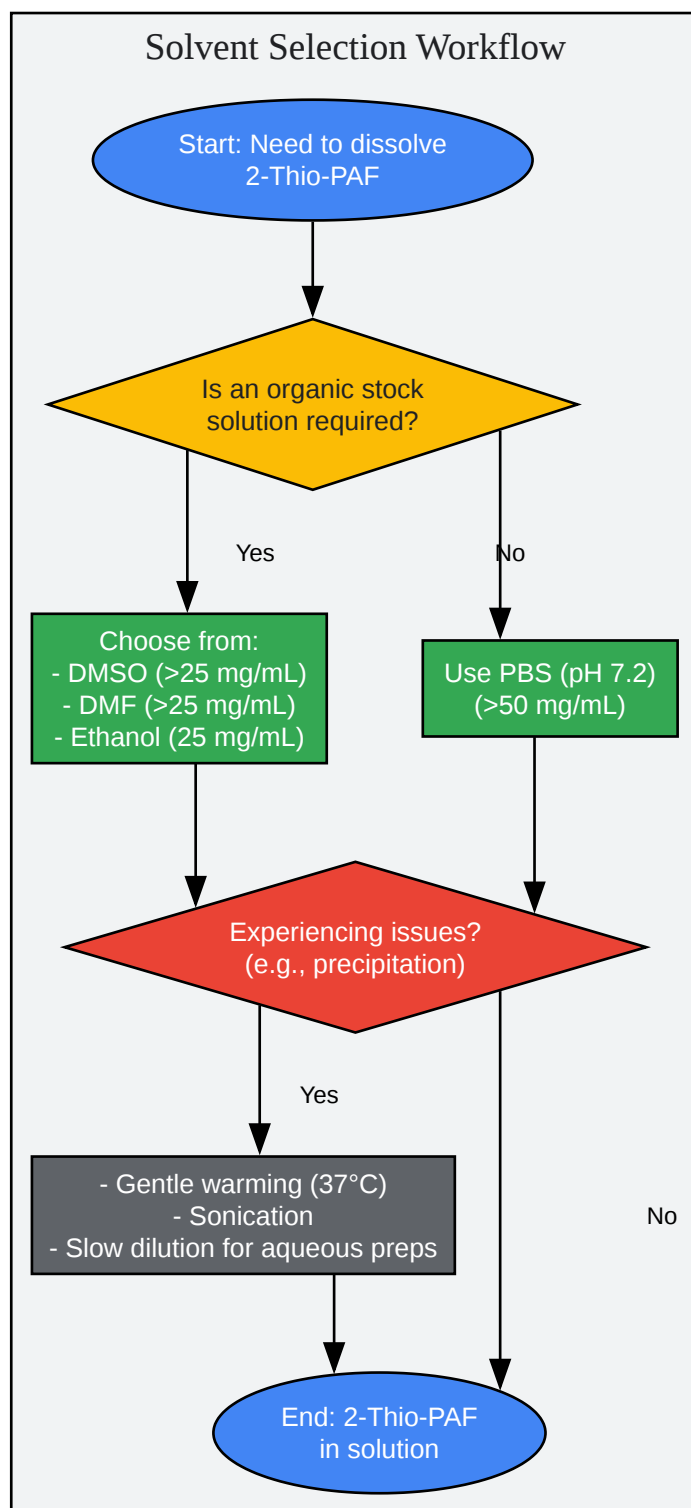 Solvent Selection Workflow
Start: Need to dissolve
2-Thio-PAF
Is an organic stock
solution required?
Yes
No
Choose from:
- DMSO (>25 mg/mL)
- DMF (>25 mg/mL)
- Ethanol (25 mg/mL)
Use PBS (pH 7.2)
(>50 mg/mL)
Experiencing issues?
(e.g., precipitation)
Yes
- Gentle warming (37°C)
- Sonication
- Slow dilution for aqueous preps
No
End: 2-Thio-PAF
in solution